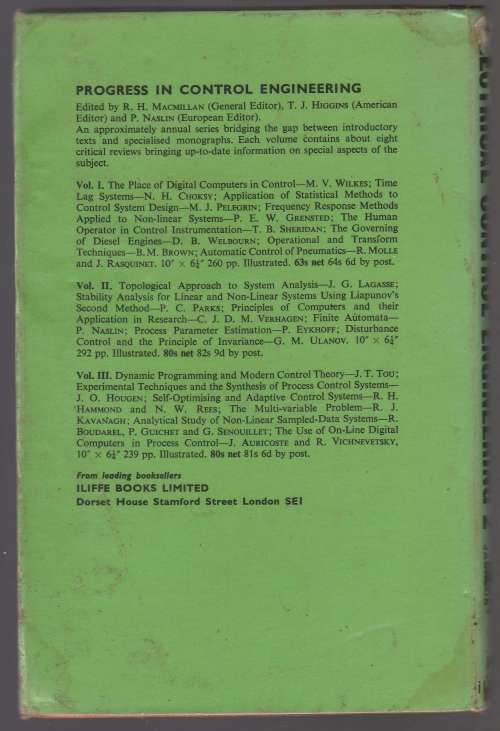 PROGRESS IN CONTROL ENGINEERING
Edited by R. H. MACMILLAN (General Editor), T. J. HIGGINS (American
Editor) and P. NASLIN (European Editor).
An approximately annual series bridging the gap between introductory
texts and specialised monographs. Each volume contains about eight
critical reviews bringing up-to-date information on special aspects of the
subject.
Vol. I. The Place of Digital Computers in Control—M. V. WILKES; Time
Lag Systems—N. H. CHOKSY; Application of Statistical Methods to
Control System Design—M. J. PELEGRIN; Frequency Response Methods
Applied to Non-linear Systems—P. E. W. GRENSTED; The Human
Operator in Control Instrumentation—T. B. SHERIDAN; The Governing
of Diesel Engines—D. B. WELBOURN; Operational and Transform
Techniques—B. M. BROWN; Automatic Control of Pneumatics—R. MOLLE
and J. RASQUINET. 10″ × 6¼″ 260 pp. Illustrated. 63s net 64s 6d by post.
Vol. II. Topological Approach to System Analysis—J. G. LAGASSE;
Stability Analysis for Linear and Non-Linear Systems Using Liapunov's
Second Method—P. C. PARKS; Principles of Computers and their
Application in Research—C. J. D. M. VERHAGEN; Finite Automata—
P. NASLIN; Process Parameter Estimation—P. EYKHOFF; Disturbance
Control and the Principle of Invariance—G. M. ULANOV. 10″ × 6¼″
292 pp. Illustrated. 80s net 82s 9d by post.
Vol. III. Dynamic Programming and Modern Control Theory—J. T. TOU;
Experimental Techniques and the Synthesis of Process Control Systems—
J. O. HOUGEN; Self-Optimising and Adaptive Control Systems—R. H.
HAMMOND and N. W. REES; The Multi-variable Problem—R. J.
KAVANAGH; Analytical Study of Non-Linear Sampled-Data Systems—R.
BOUDAREL, P. GUICHET and G. SENOUILLET; The Use of On-Line Digital
Computers in Process Control—J. AURICOSTE and R. VICHNEVETSKY,
10″ × 6¼″ 239 pp. Illustrated. 80s net 81s 6d by post.
From leading booksellers
ILIFFE BOOKS LIMITED
Dorset House Stamford Street London SE1
CONTROL ENGINEERING 2